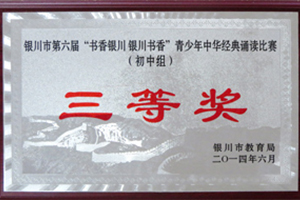 银川市第六届“书香银川 银川书香”青少年中华经典诵读比赛
（初中组）
三等奖
银川市教育局
二〇一四年六月